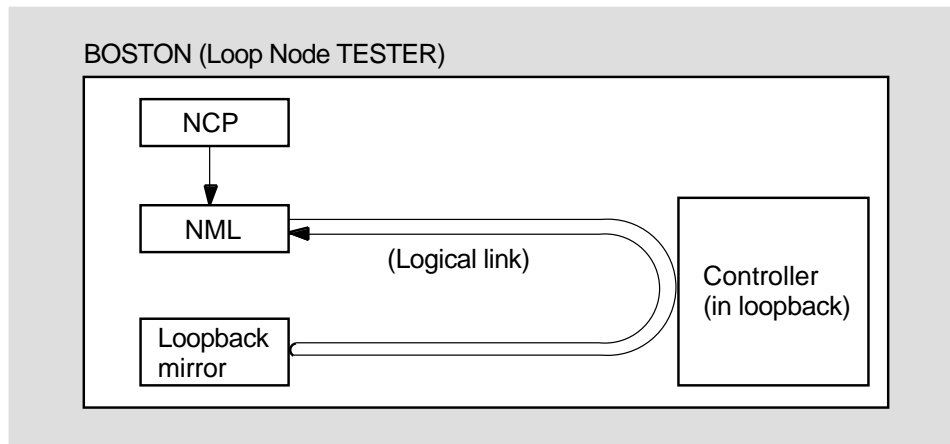 BOSTON (Loop Node TESTER)
NCP
NML
(Logical link)
Controller
(in loopback)
Loopback
mirror